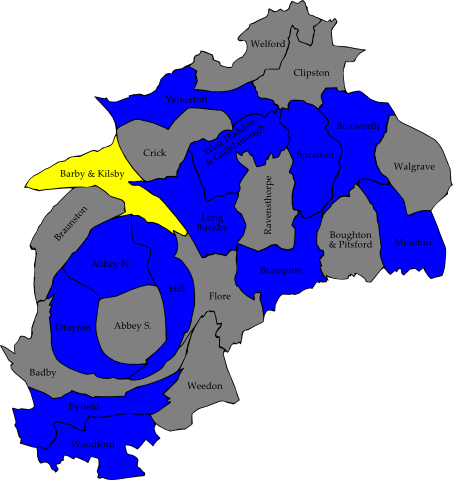 Welford
Clipston
Yelvertoft
Brixworth
West Haddon
& Guilsborough
Spratton
Crick
Walgrave
Barby & Kilsby
Ravensthorpe
Braunston
Long
Buckby
Boughton
& Pitsford
Moulton
Abbey N.
Brampton
Hill
Flore
Drayton
Abbey S.
Badby
Weedon
Byfield
Woodford